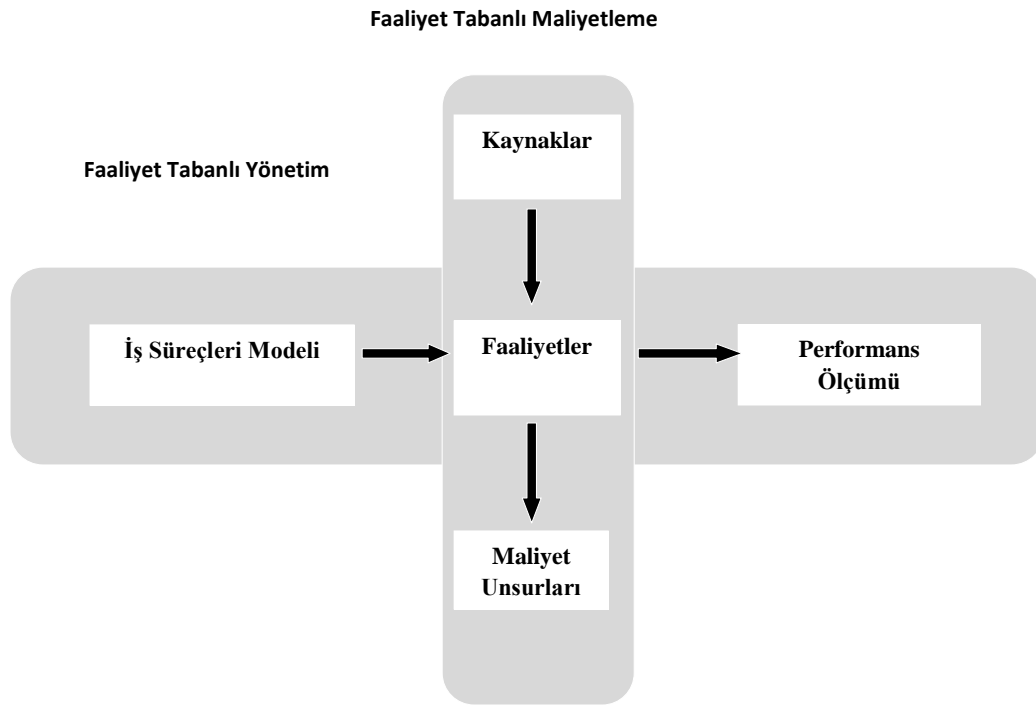 Faaliyet Tabanlı Maliyetleme
Kaynaklar
Faaliyet Tabanlı Yönetim
İş Süreçleri Modeli
Faaliyetler
Performans
Ölçümü
Maliyet
Unsurları